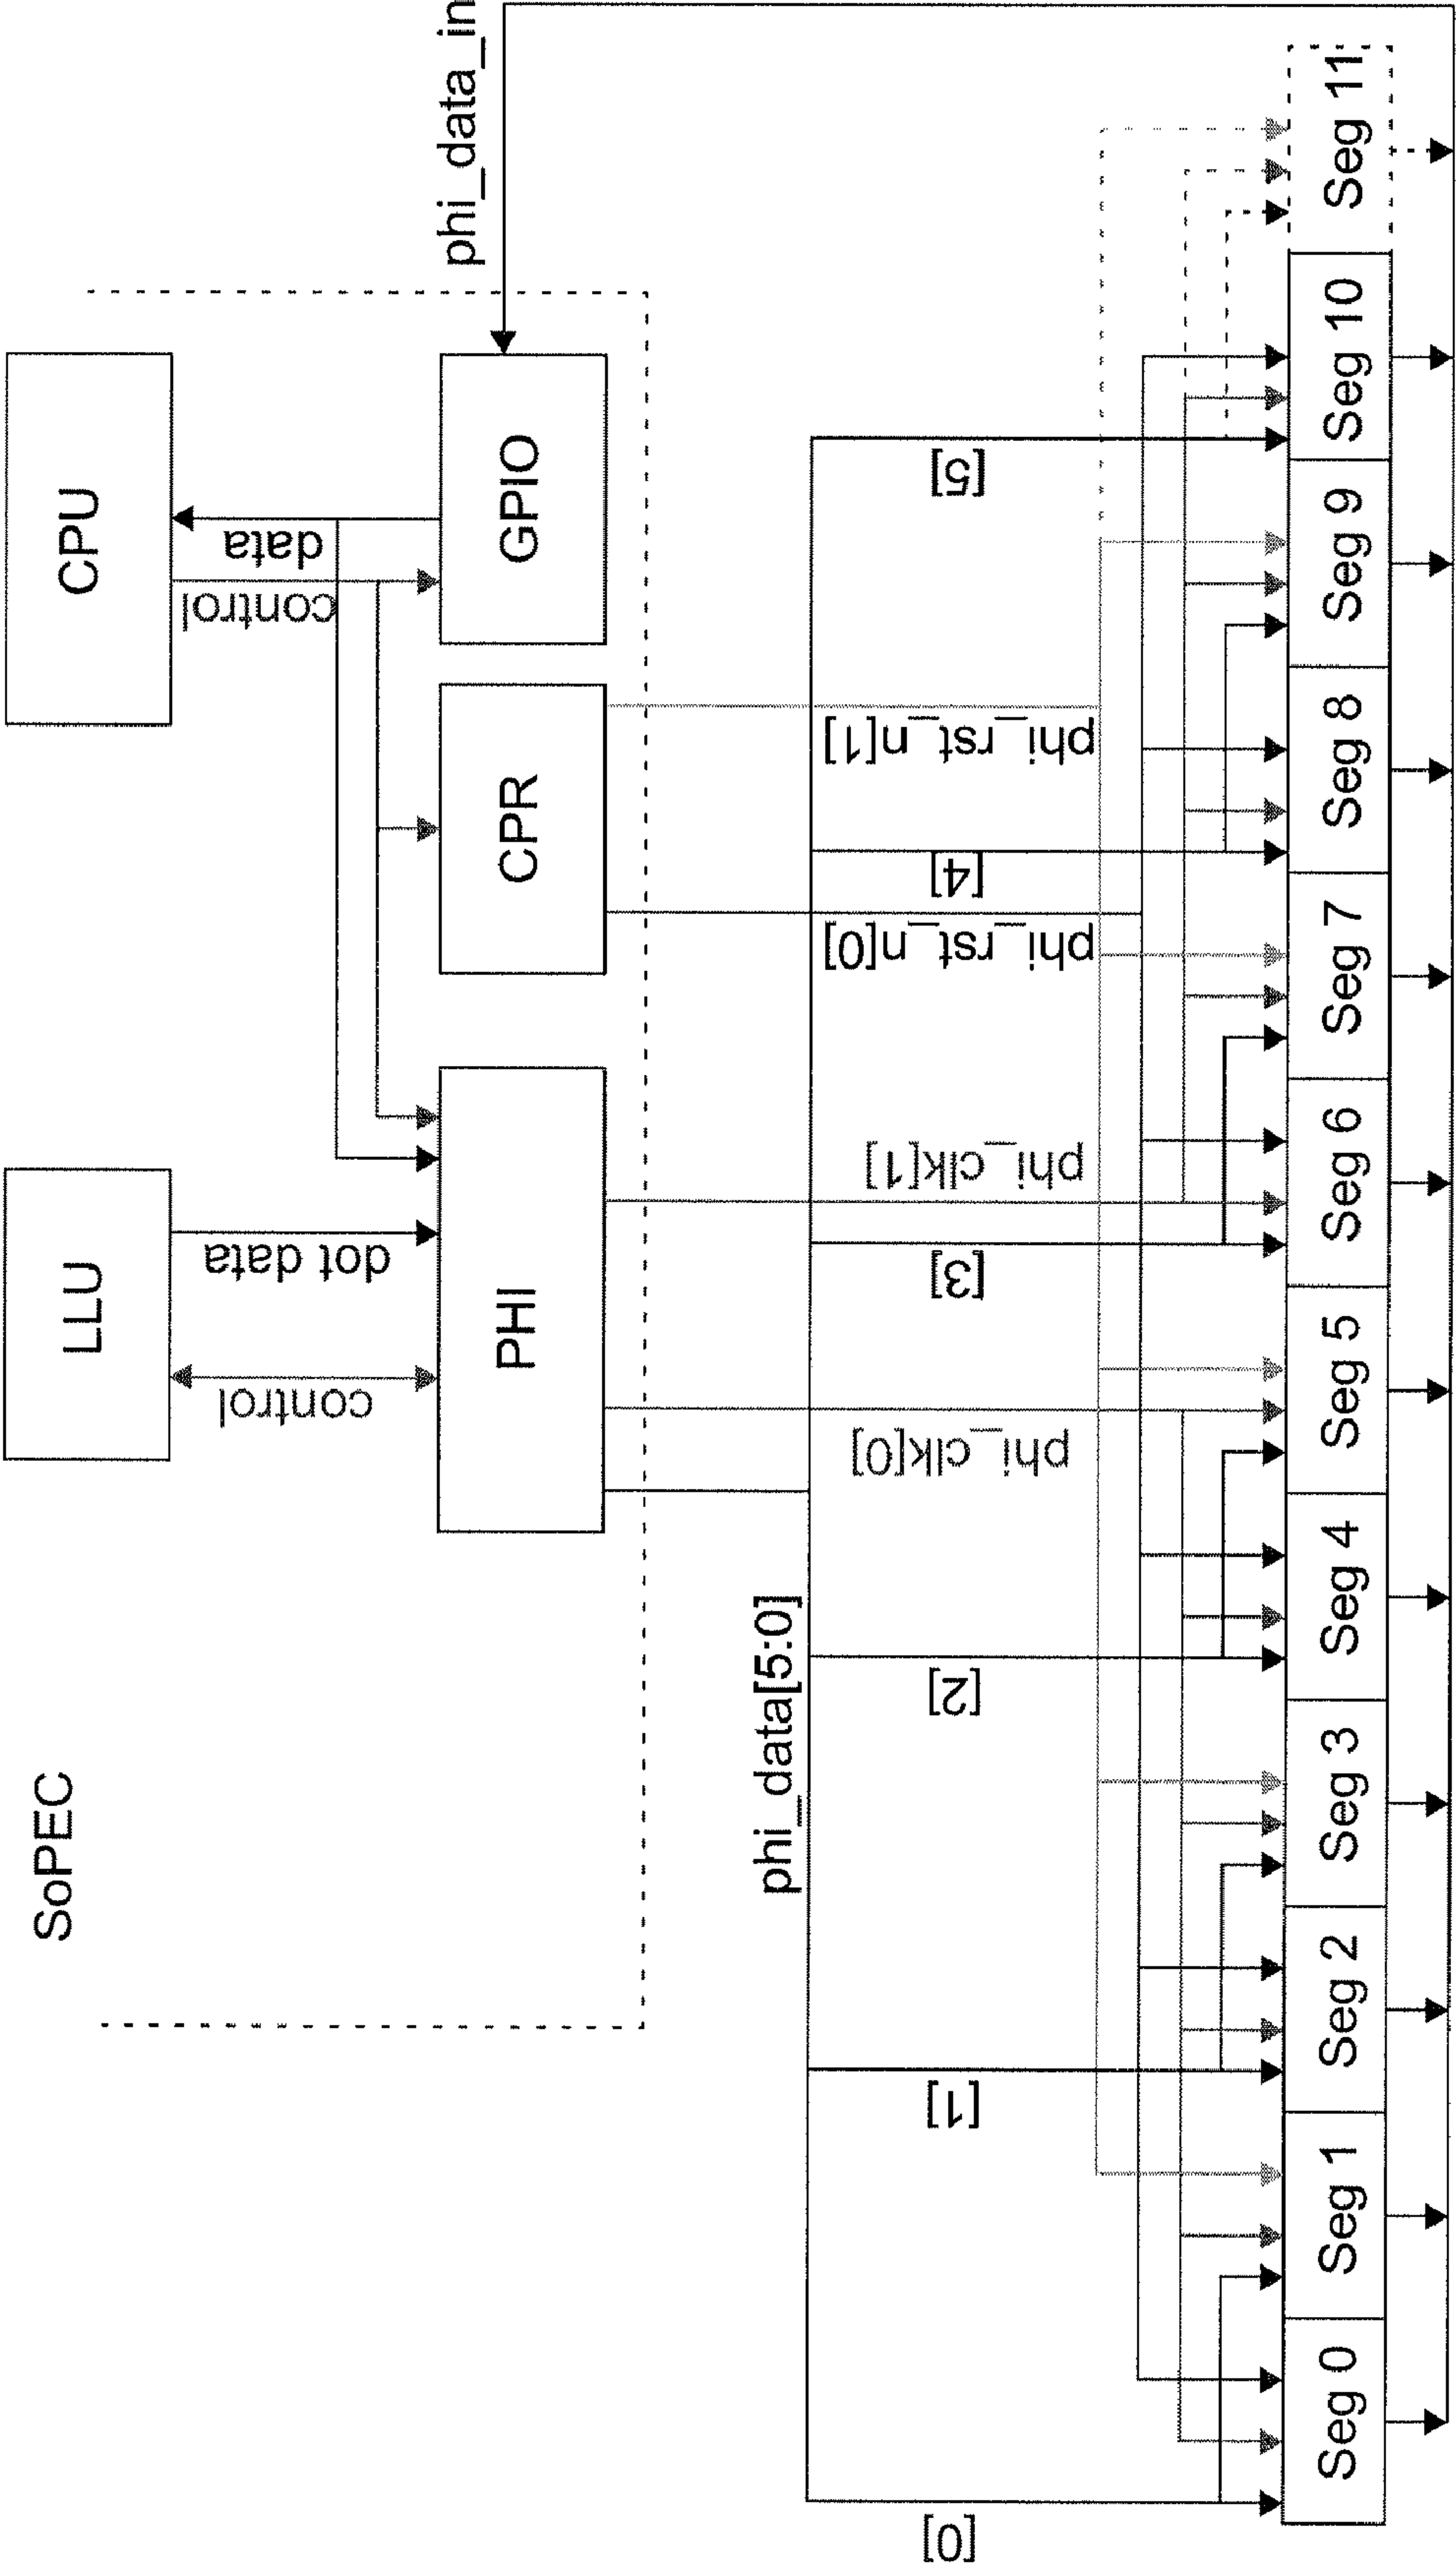 SoPEC
LLU
CPU
control
dot data
control
data
PHI
CPR
GPIO
phi_data_in
phi_data[5:0]
phi_clk[0]
phi_clk[1]
phi_rst_n[0]
phi_rst_n[1]
[0]
[1]
[2]
[3]
[4]
[5]
Seg 0
Seg 1
Seg 2
Seg 3
Seg 4
Seg 5
Seg 6
Seg 7
Seg 8
Seg 9
Seg 10
Seg 11